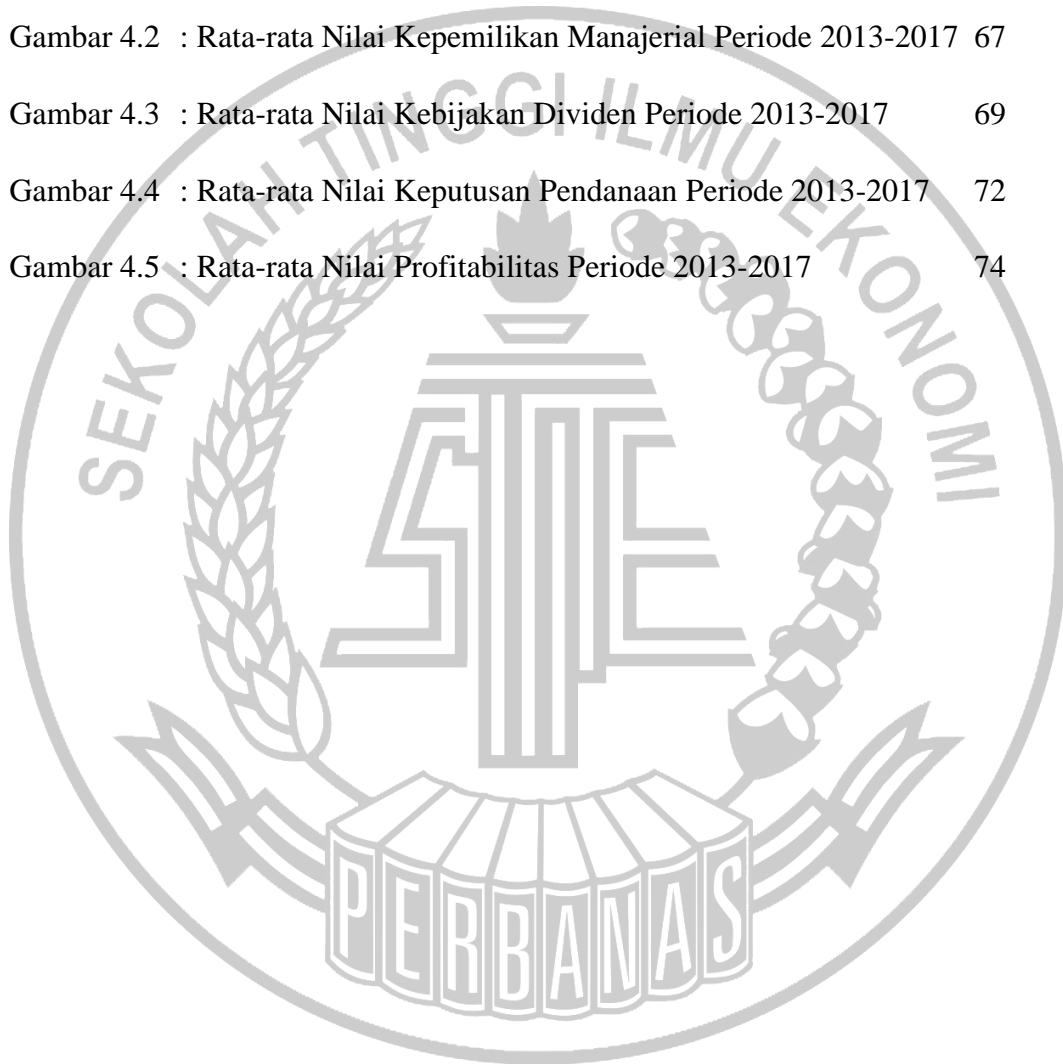 Gambar 4.2 : Rata-rata Nilai Kepemilikan Manajerial Periode 2013-2017 67
Gambar 4.3 : Rata-rata Nilai Kebijakan Dividen Periode 2013-2017 69
Gambar 4.4 : Rata-rata Nilai Keputusan Pendanaan Periode 2013-2017 72
Gambar 4.5 : Rata-rata Nilai Profitabilitas Periode 2013-2017 74
SEKOLAH TINGGI ILMU EKONOMI
STIE
PERBANAS